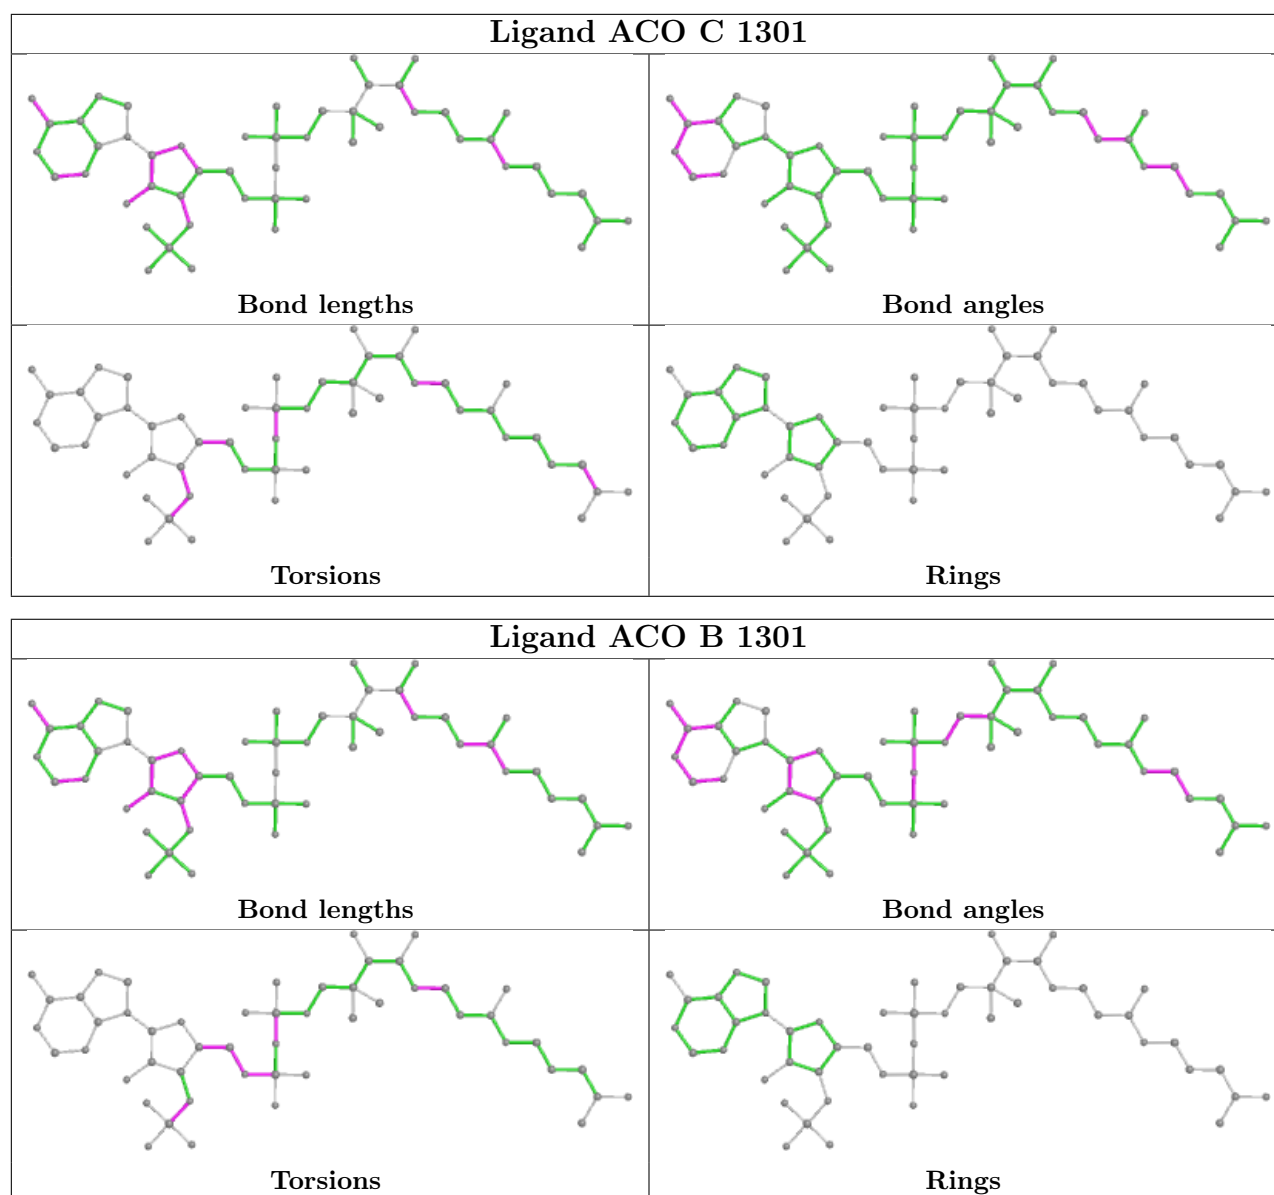 Ligand ACO C 1301
Bond lengths
Bond angles
Torsions
Rings
Ligand ACO B 1301
Bond lengths
Bond angles
Torsions
Rings